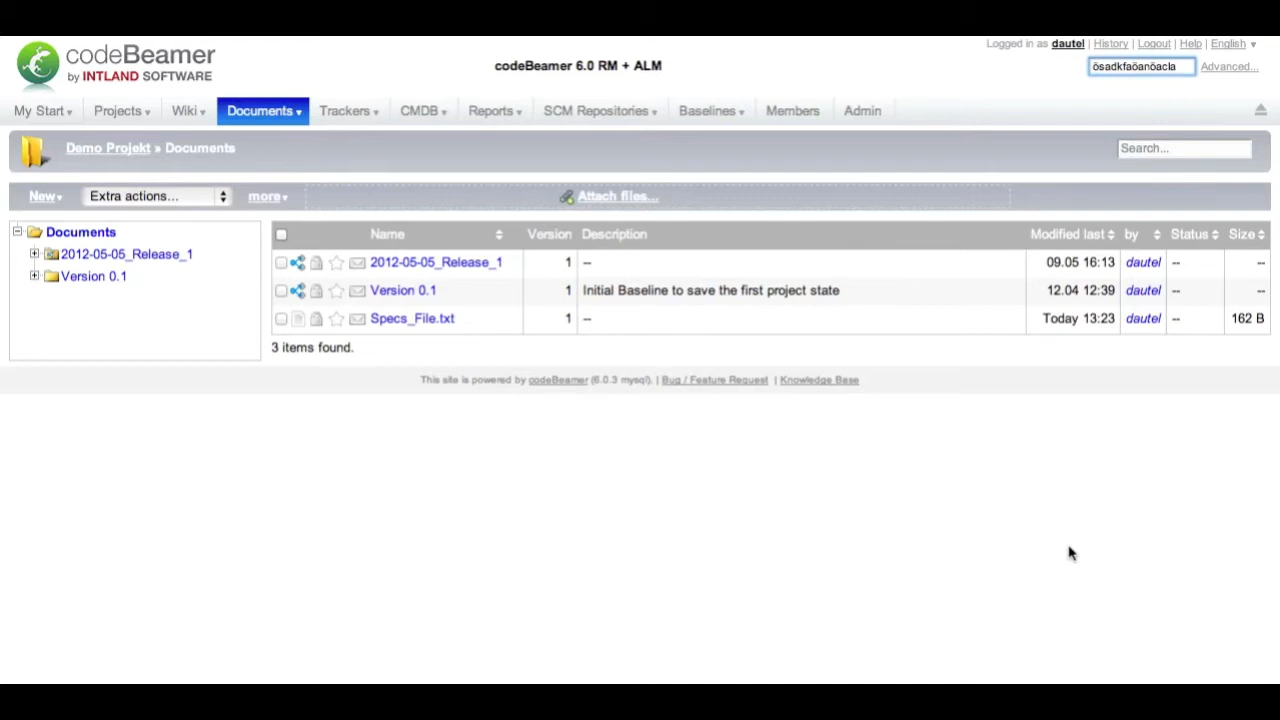 codeBeamer
by INTLAND SOFTWARE
codeBeamer 6.0 RM + ALM
Logged in as dautel | History | Logout | Help | English
ösadkfaöanöacla Advanced...
My Start Projects Wiki Documents Trackers CMDB Reports SCM Repositories Baselines Members Admin
Demo Projekt » Documents
Search...
New Extra actions... more Attach files...
Documents
2012-05-05_Release_1
Version 0.1
Name Version Description Modified last by Status Size
2012-05-05_Release_1 1 -- 09.05 16:13 dautel -- --
Version 0.1 1 Initial Baseline to save the first project state 12.04 12:39 dautel -- --
Specs_File.txt 1 -- Today 13:23 dautel -- 162 B
3 items found.
This site is powered by codeBeamer (6.0.3 mysql). | Bug / Feature Request | Knowledge Base